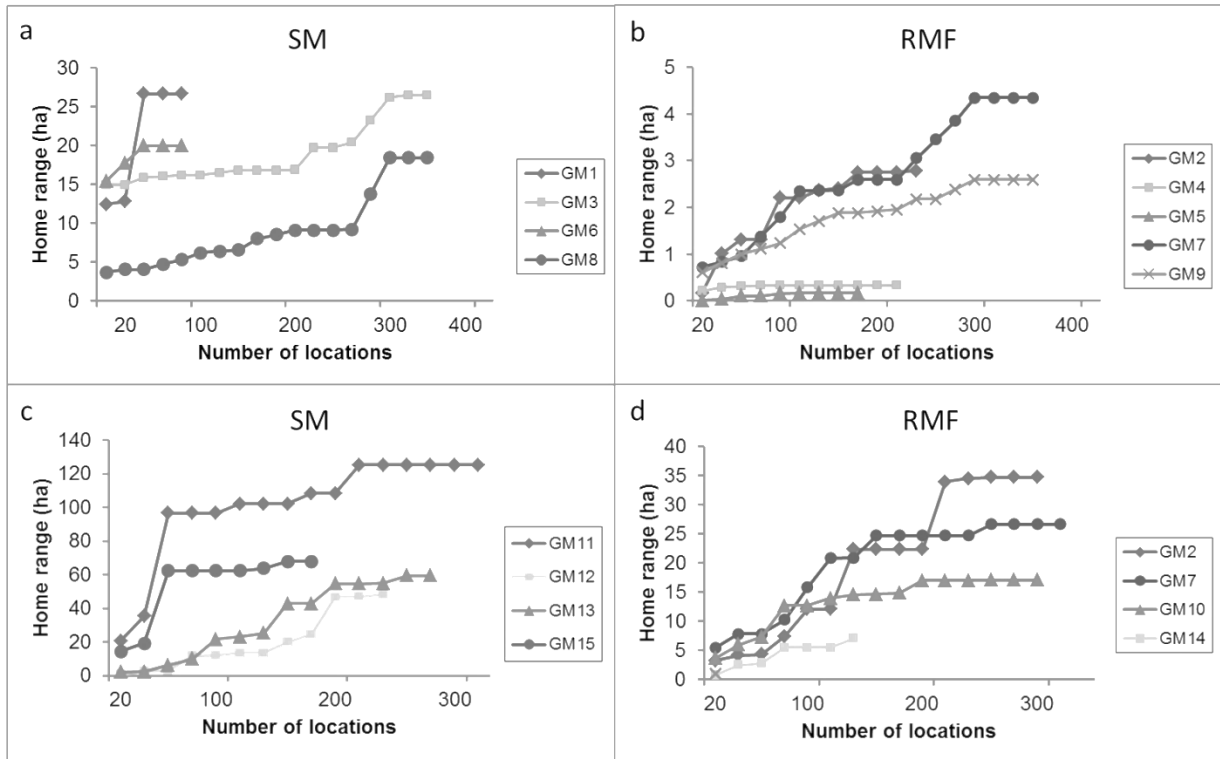 a
SM
30
25
20
15
10
5
0
Home range (ha)
20 100 200 300 400
Number of locations
GM1
GM3
GM6
GM8
b
RMF
5
4
3
2
1
0
Home range (ha)
20 100 200 300 400
Number of locations
GM2
GM4
GM5
GM7
GM9
c
SM
140
120
100
80
60
40
20
0
Home range (ha)
20 100 200 300
Number of locations
GM11
GM12
GM13
GM15
d
RMF
40
35
30
25
20
15
10
5
0
Home range (ha)
20 100 200 300
Number of locations
GM2
GM7
GM10
GM14